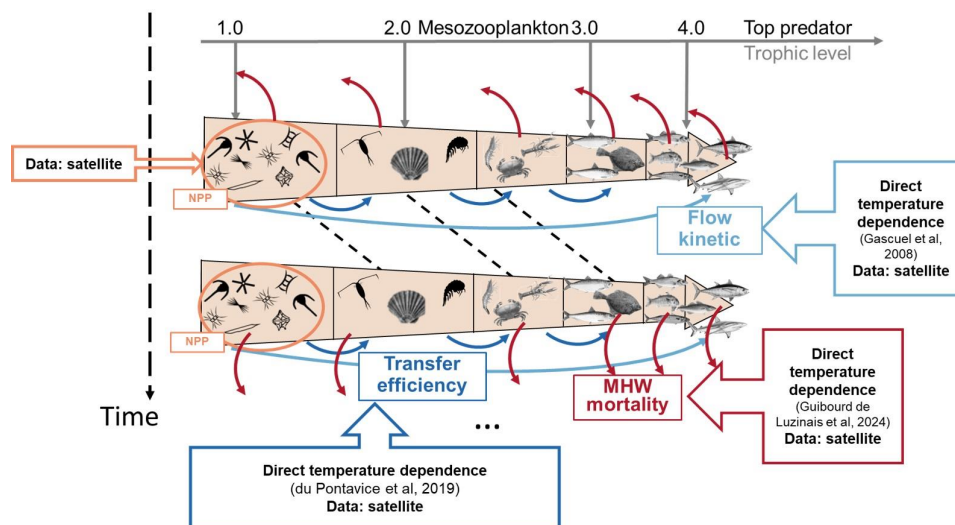 1.0
2.0 Mesozooplankton 3.0
4.0
Top predator
Trophic level
Data: satellite
NPP
Flow
kinetic
Direct
temperature
dependence
(Gascuel et al,
2008)
Data: satellite
NPP
Transfer
efficiency
MHW
mortality
Direct
temperature
dependence
(Guibourd de
Luzinais et al, 2024)
Data: satellite
Time
...
Direct temperature dependence
(du Pontavice et al, 2019)
Data: satellite